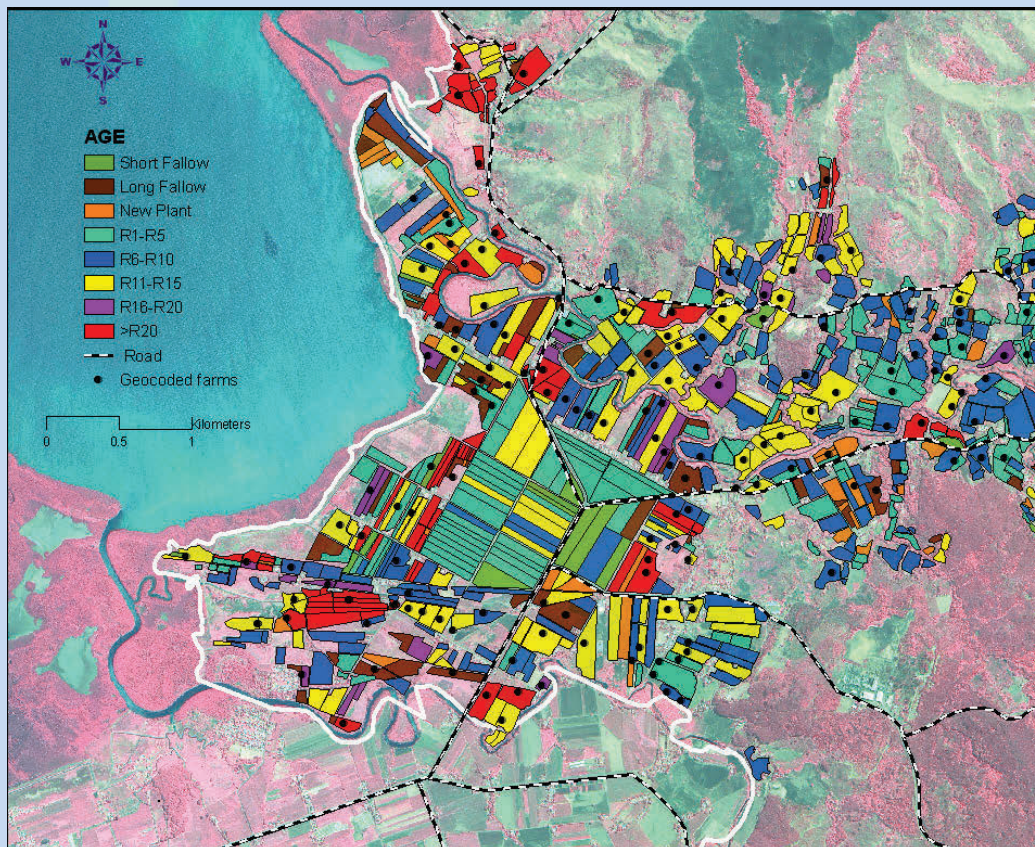 N
W E
S
AGE
Short Fallow
Long Fallow
New Plant
R1-R5
R6-R10
R11-R15
R16-R20
>R20
Road
Geocoded farms
Kilometers
0 0.5 1